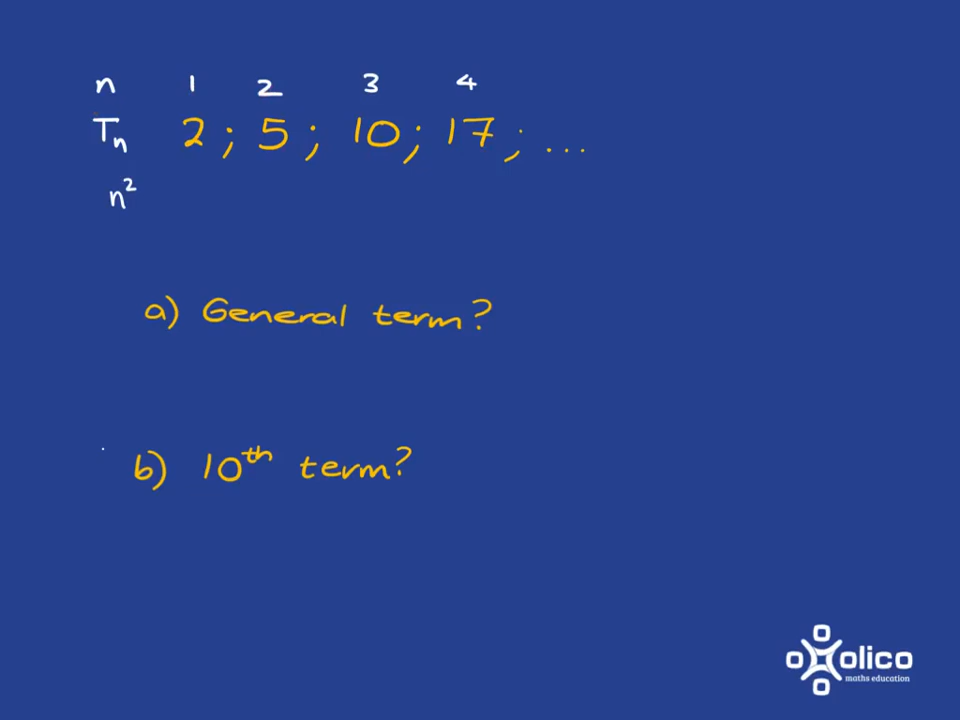 n 1 2 3 4
Tn 2 ; 5 ; 10 ; 17 ; ...
n²
a) General term?
b) 10th term?
olico
maths education